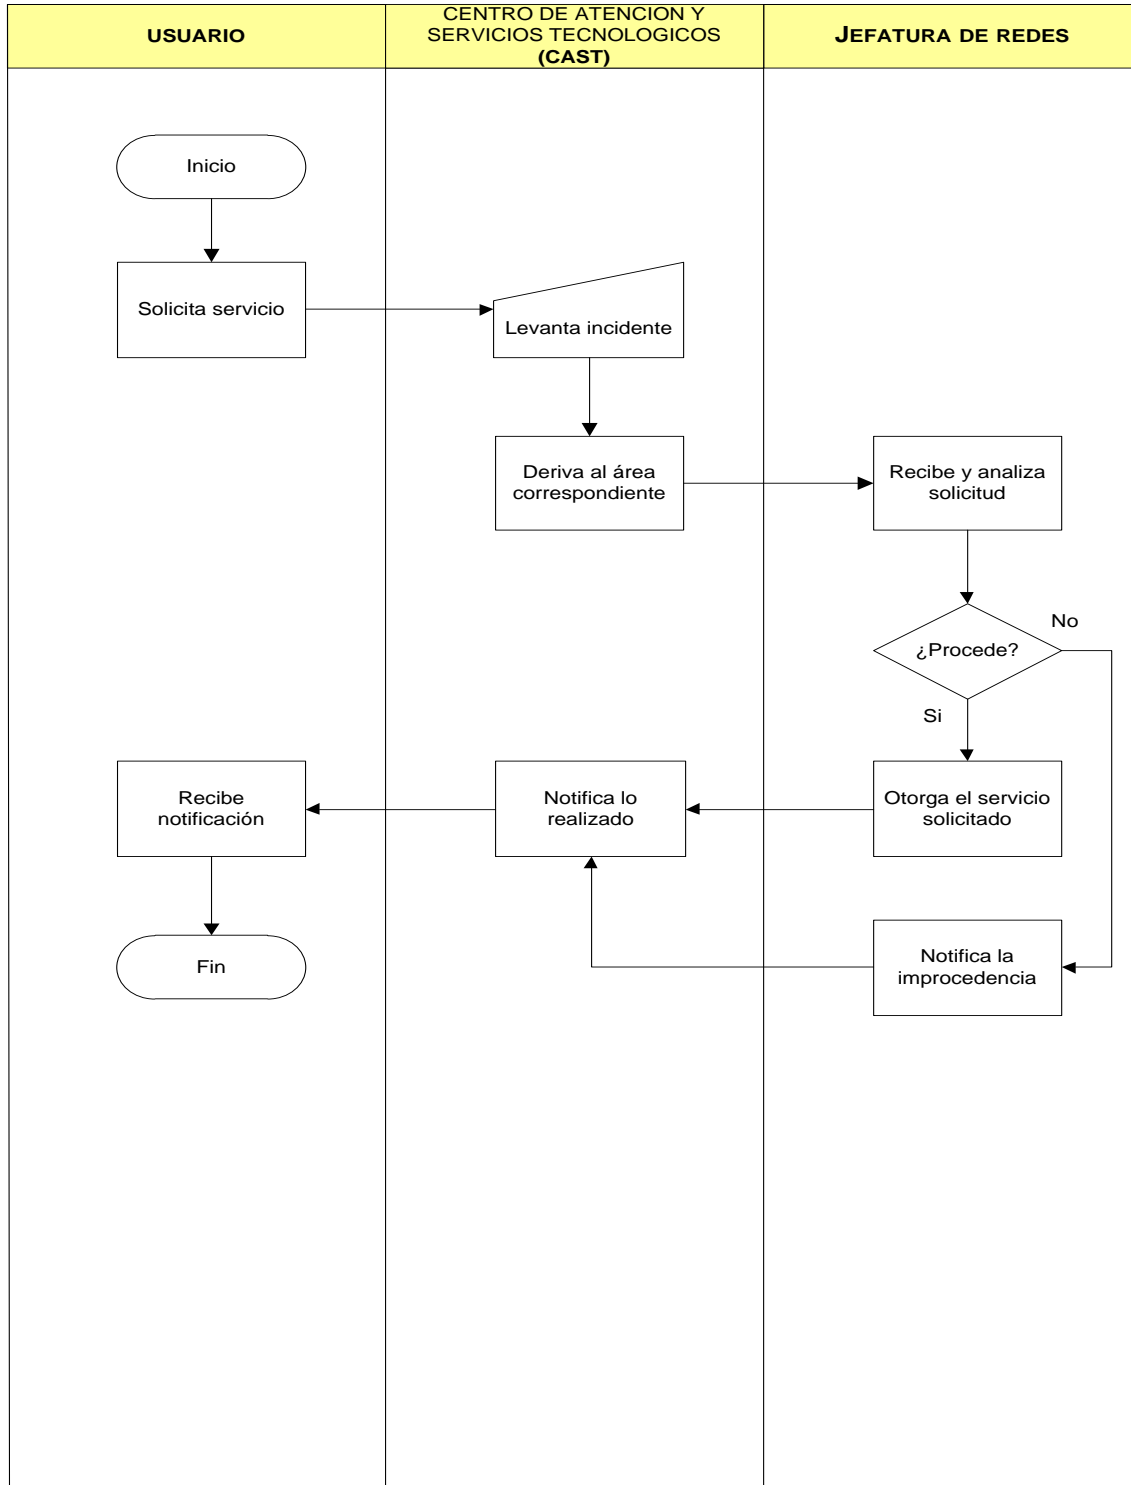 USUARIO
CENTRO DE ATENCION Y
SERVICIOS TECNOLOGICOS
(CAST)
JEFATURA DE REDES
Inicio
Solicita servicio
Levanta incidente
Deriva al área
correspondiente
Recibe y analiza
solicitud
¿Procede?
No
Si
Otorga el servicio
solicitado
Notifica lo
realizado
Recibe
notificación
Notifica la
improcedencia
Fin